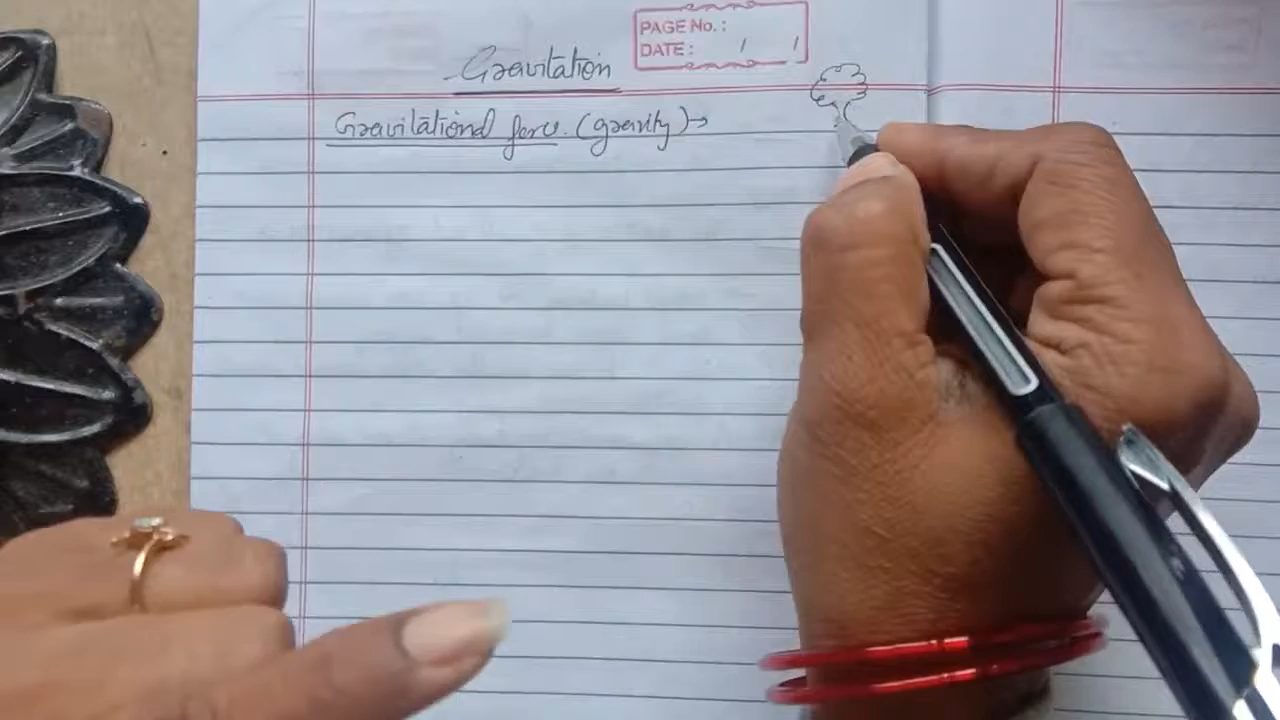 PAGE No.:
DATE: / /
Gravitation
Gravitational force. (gravity)→